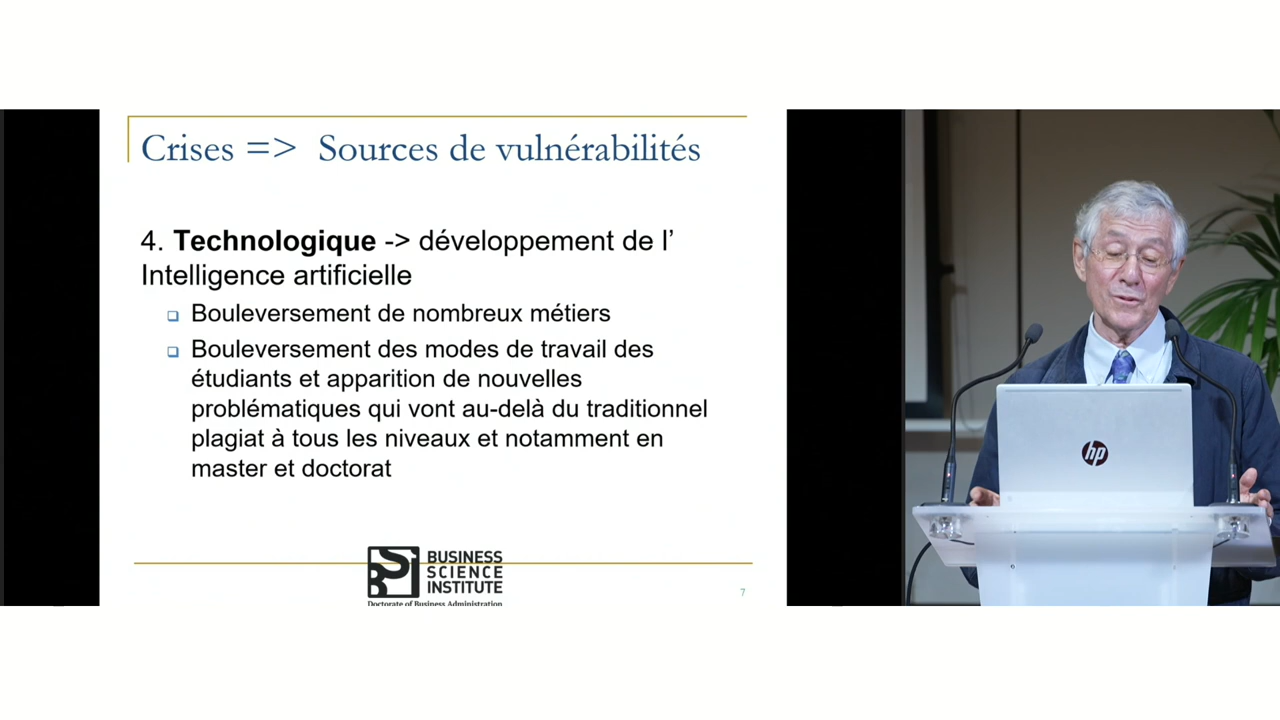 Crises => Sources de vulnérabilités
4. Technologique -> développement de l’
Intelligence artificielle
Bouleversement de nombreux métiers
Bouleversement des modes de travail des
étudiants et apparition de nouvelles
problématiques qui vont au-delà du traditionnel
plagiat à tous les niveaux et notamment en
master et doctorat
BUSINESS
SCIENCE
INSTITUTE
Doctorate of Business Administration
7
hp